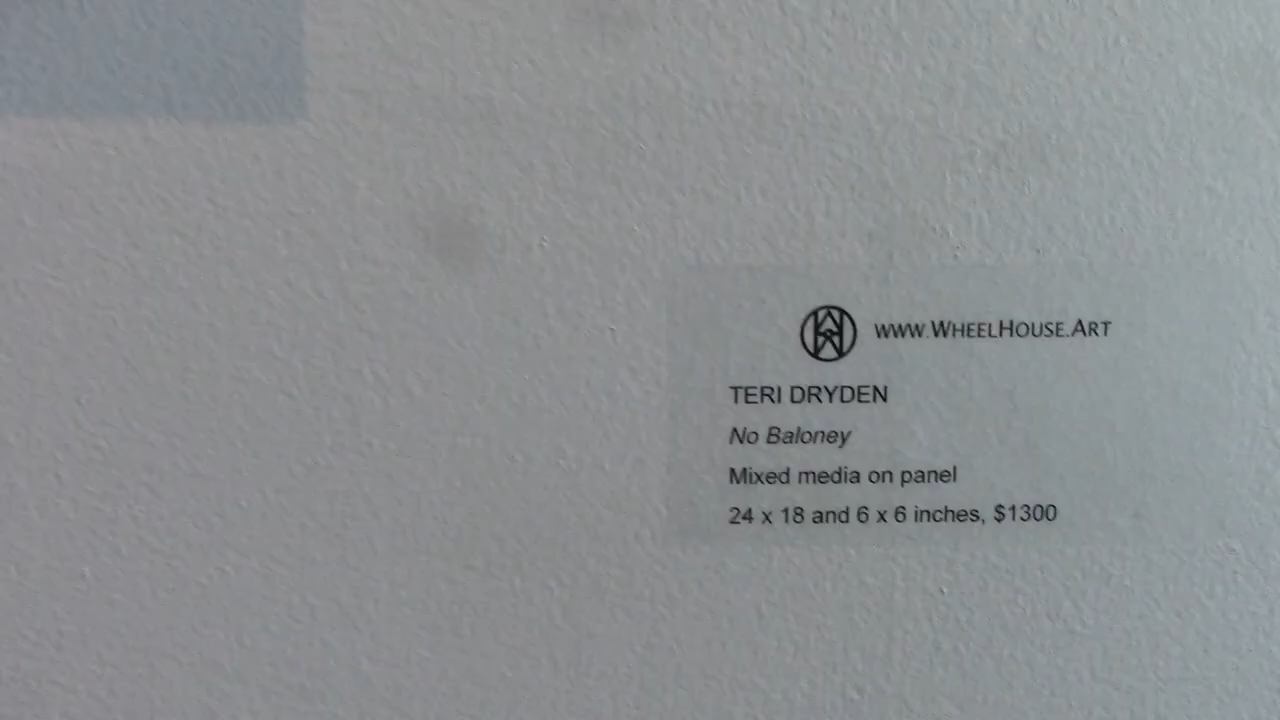 WWW.WHEELHOUSE.ART
TERI DRYDEN
No Baloney
Mixed media on panel
24 x 18 and 6 x 6 inches, $1300